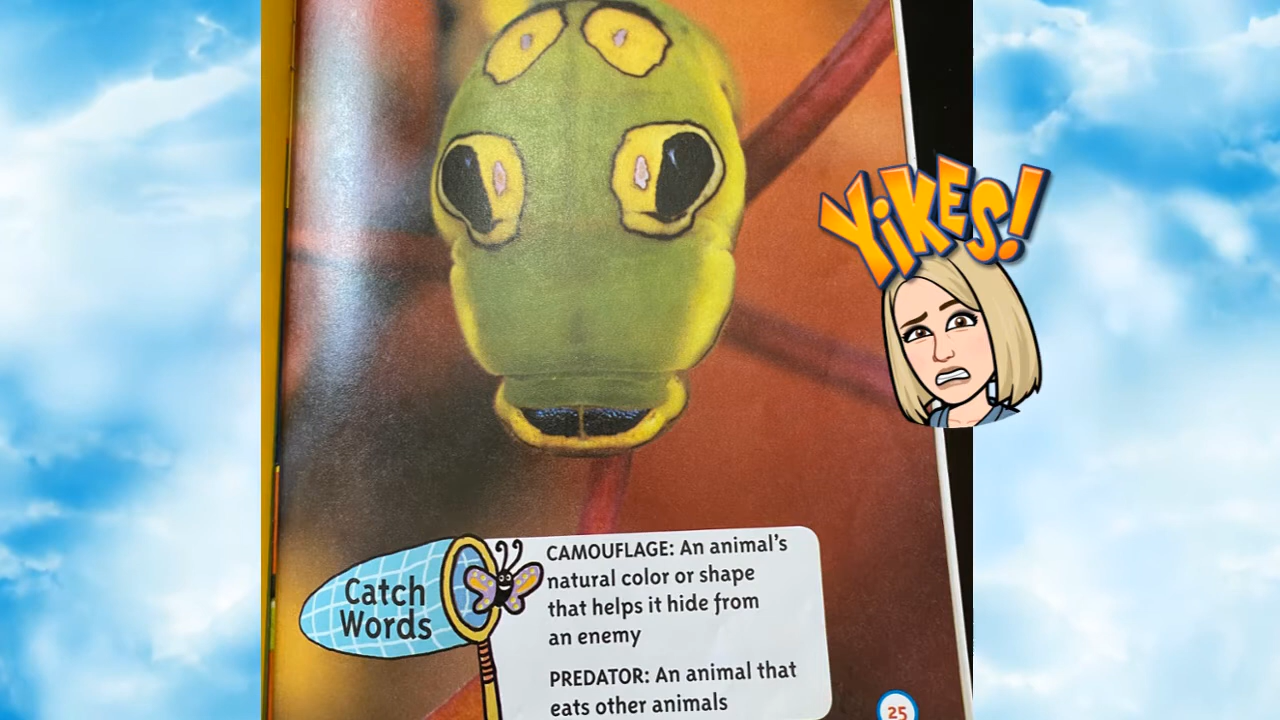 YiKES!
Catch
Words
CAMOUFLAGE: An animal's
natural color or shape
that helps it hide from
an enemy
PREDATOR: An animal that
eats other animals
25